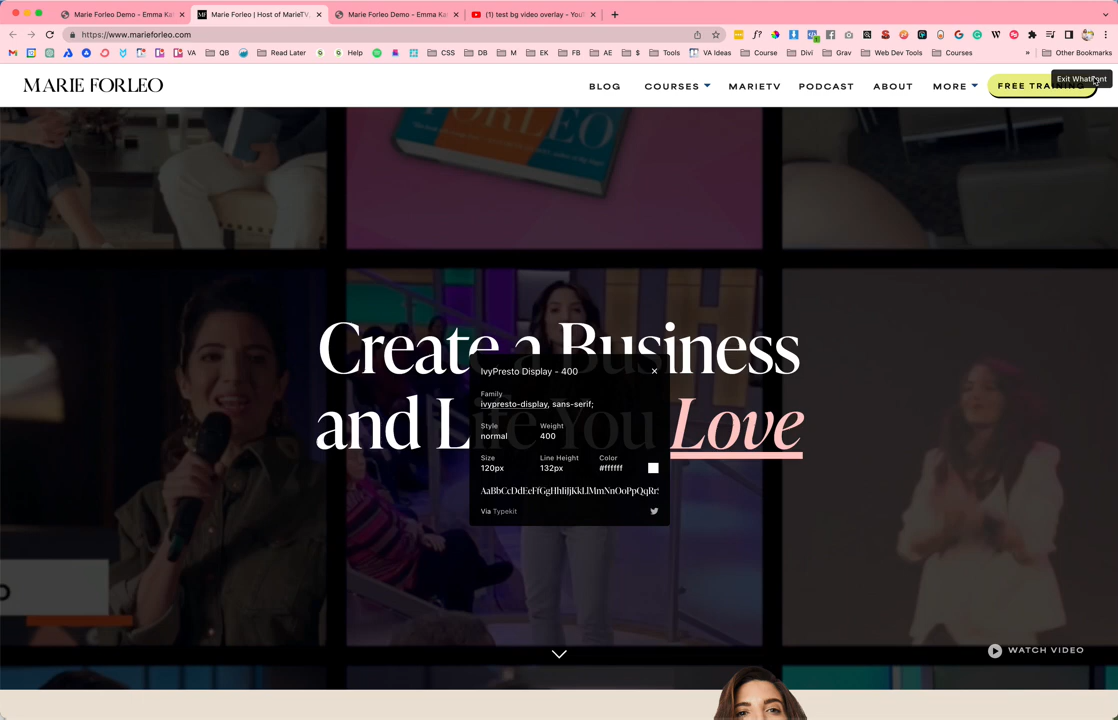 Marie Forleo Demo - Emma Ka
Marie Forleo | Host of MarieTV,
Marie Forleo Demo - Emma Ka
(1) test bg video overlay - You
https://www.marieforleo.com
VA
QB
Read Later
Help
CSS
DB
M
EK
FB
AE
$
Tools
VA Ideas
Course
Divi
Grav
Web Dev Tools
Courses
»
Other Bookmarks
MARIE FORLEO
BLOG
COURSES
MARIETV
PODCAST
ABOUT
MORE
FREE TRAINING
Exit WhatFont
FORLEO
Create a Business
and Life You Love
IvyPresto Display - 400
Family
ivypresto-display, sans-serif;
Style
Weight
normal
400
Size
Line Height
Color
120px
132px
#ffffff
AaBbCcDdEeFfGgHhIiJjKkLlMmNnOoPpQqRr
Via Typekit
WATCH VIDEO